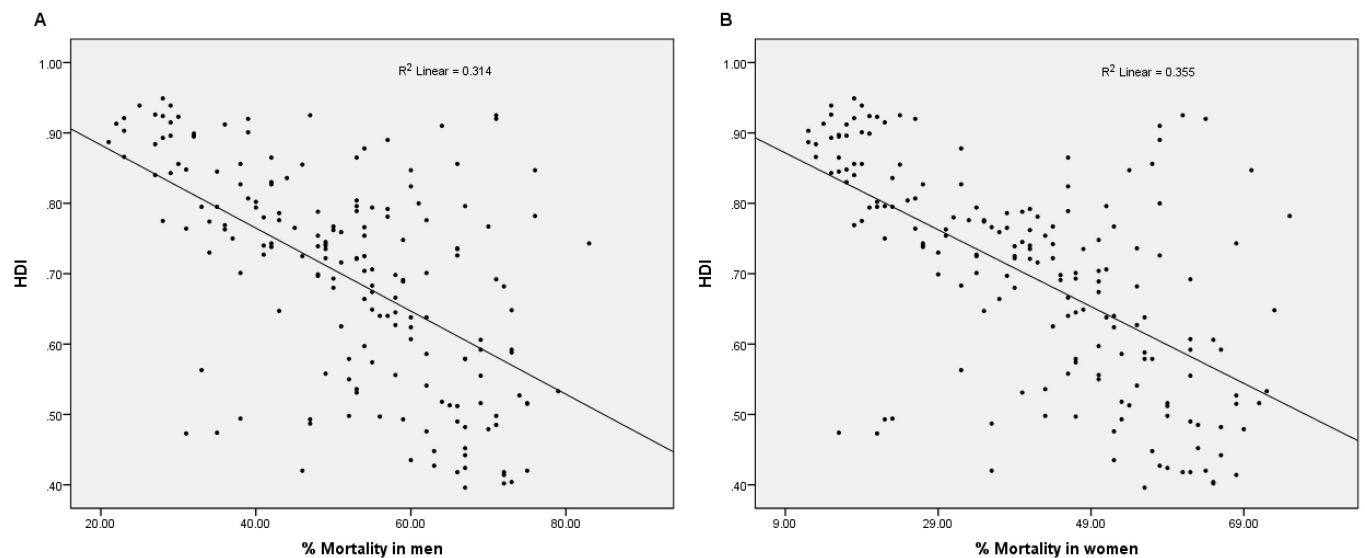 A
R² Linear = 0.314
HDI
1.00
.90
.80
.70
.60
.50
.40
20.00 40.00 60.00 80.00
% Mortality in men
B
R² Linear = 0.355
HDI
1.00
.90
.80
.70
.60
.50
.40
9.00 29.00 49.00 69.00
% Mortality in women